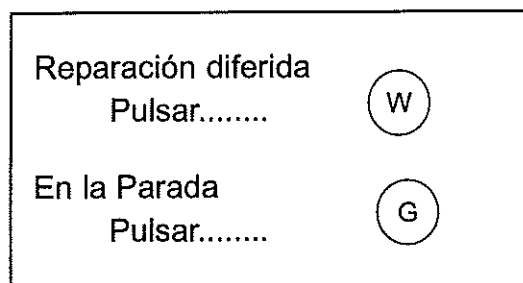 Reparación diferida
Pulsar........ W
En la Parada
Pulsar........ G